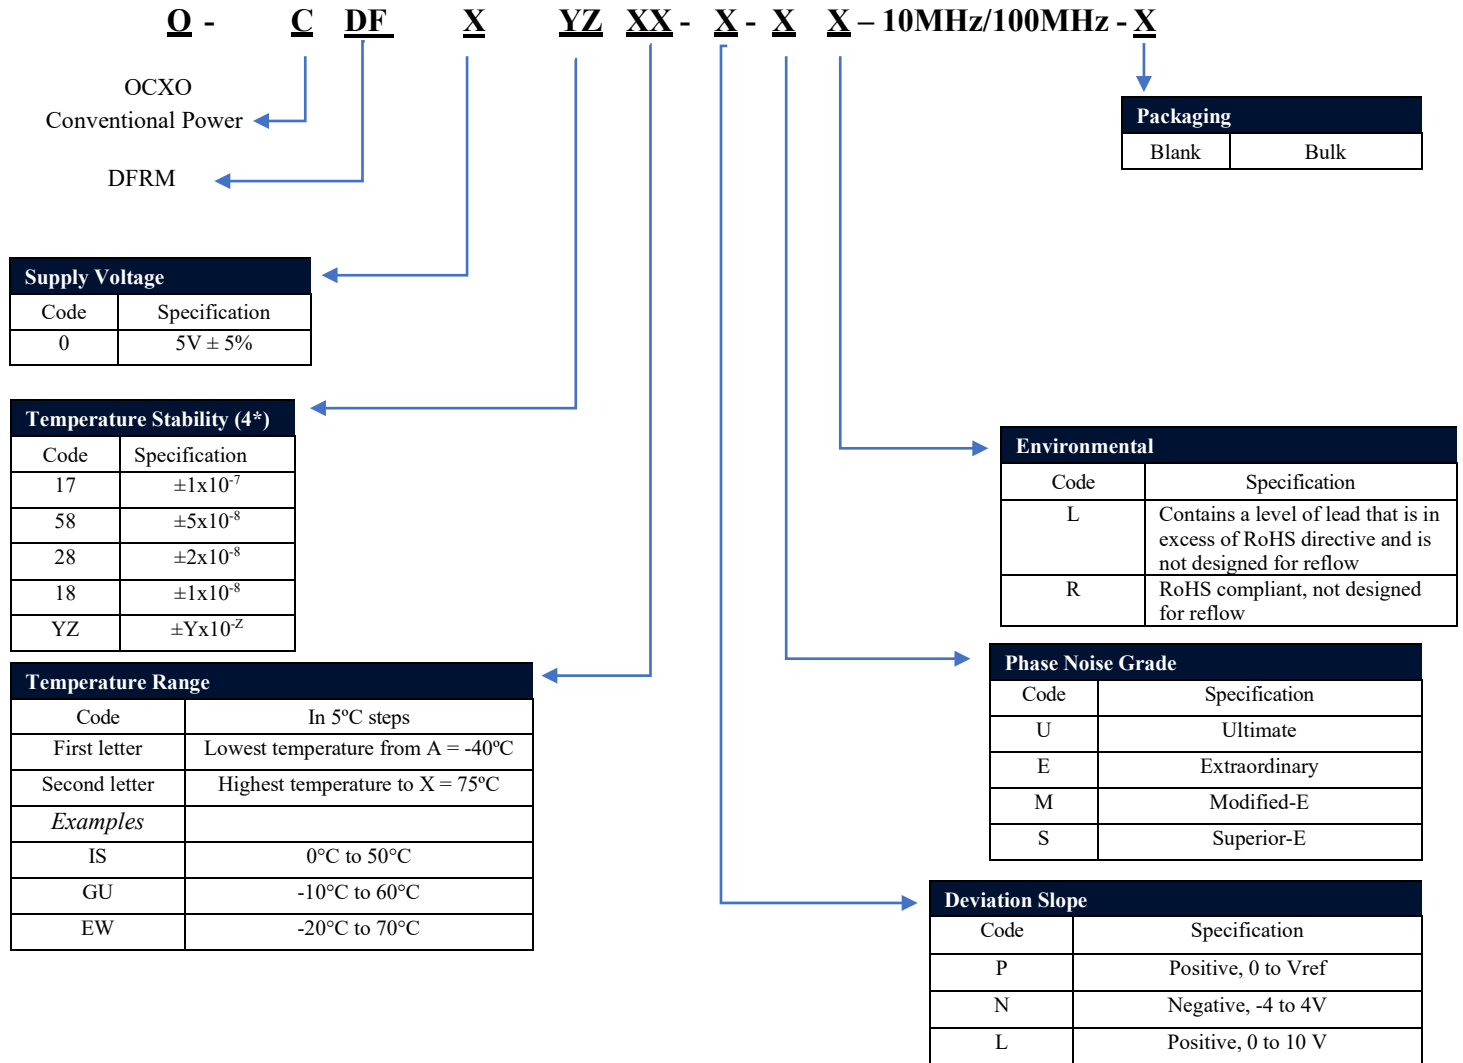 O - C DF X YZ XX - X - X X – 10MHz/100MHz - X
OCXO
Conventional Power
DFRM
Packaging
Blank Bulk
Supply Voltage
Code Specification
0 5V ± 5%
Temperature Stability (4*)
Code Specification
17 ±1x10⁻⁷
58 ±5x10⁻⁸
28 ±2x10⁻⁸
18 ±1x10⁻⁸
YZ ±Yx10⁻ᶻ
Temperature Range
Code In 5ºC steps
First letter Lowest temperature from A = -40ºC
Second letter Highest temperature to X = 75ºC
Examples
IS 0°C to 50°C
GU -10°C to 60°C
EW -20°C to 70°C
Environmental
Code Specification
L Contains a level of lead that is in
excess of RoHS directive and is
not designed for reflow
R RoHS compliant, not designed
for reflow
Phase Noise Grade
Code Specification
U Ultimate
E Extraordinary
M Modified-E
S Superior-E
Deviation Slope
Code Specification
P Positive, 0 to Vref
N Negative, -4 to 4V
L Positive, 0 to 10 V